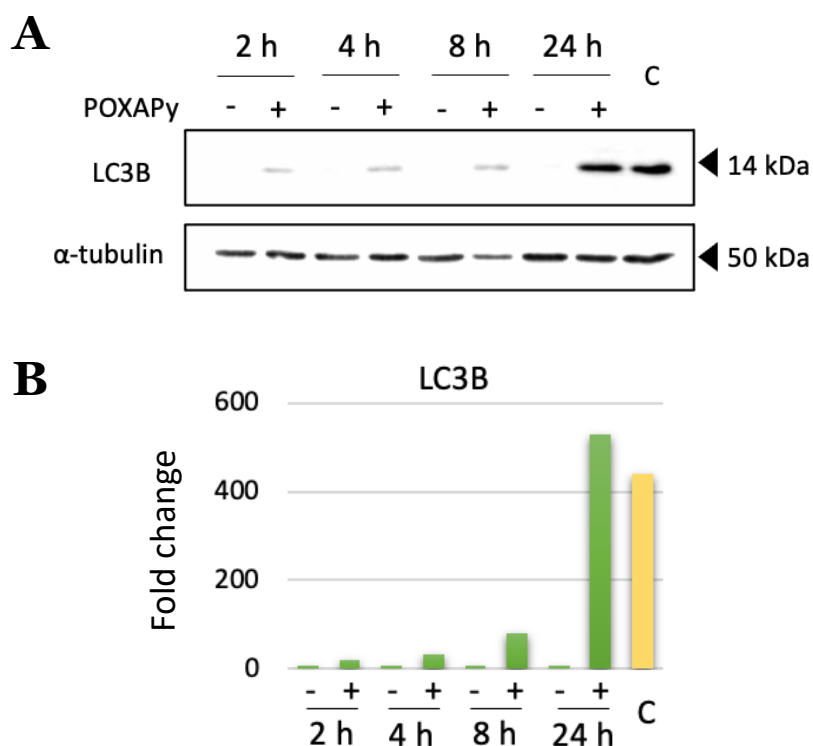 A
2 h 4 h 8 h 24 h C
POXAPy - + - + - + - +
LC3B 14 kDa
α-tubulin 50 kDa
B
LC3B
Fold change
600
400
200
0
- + - + - + - +
2 h 4 h 8 h 24 h C